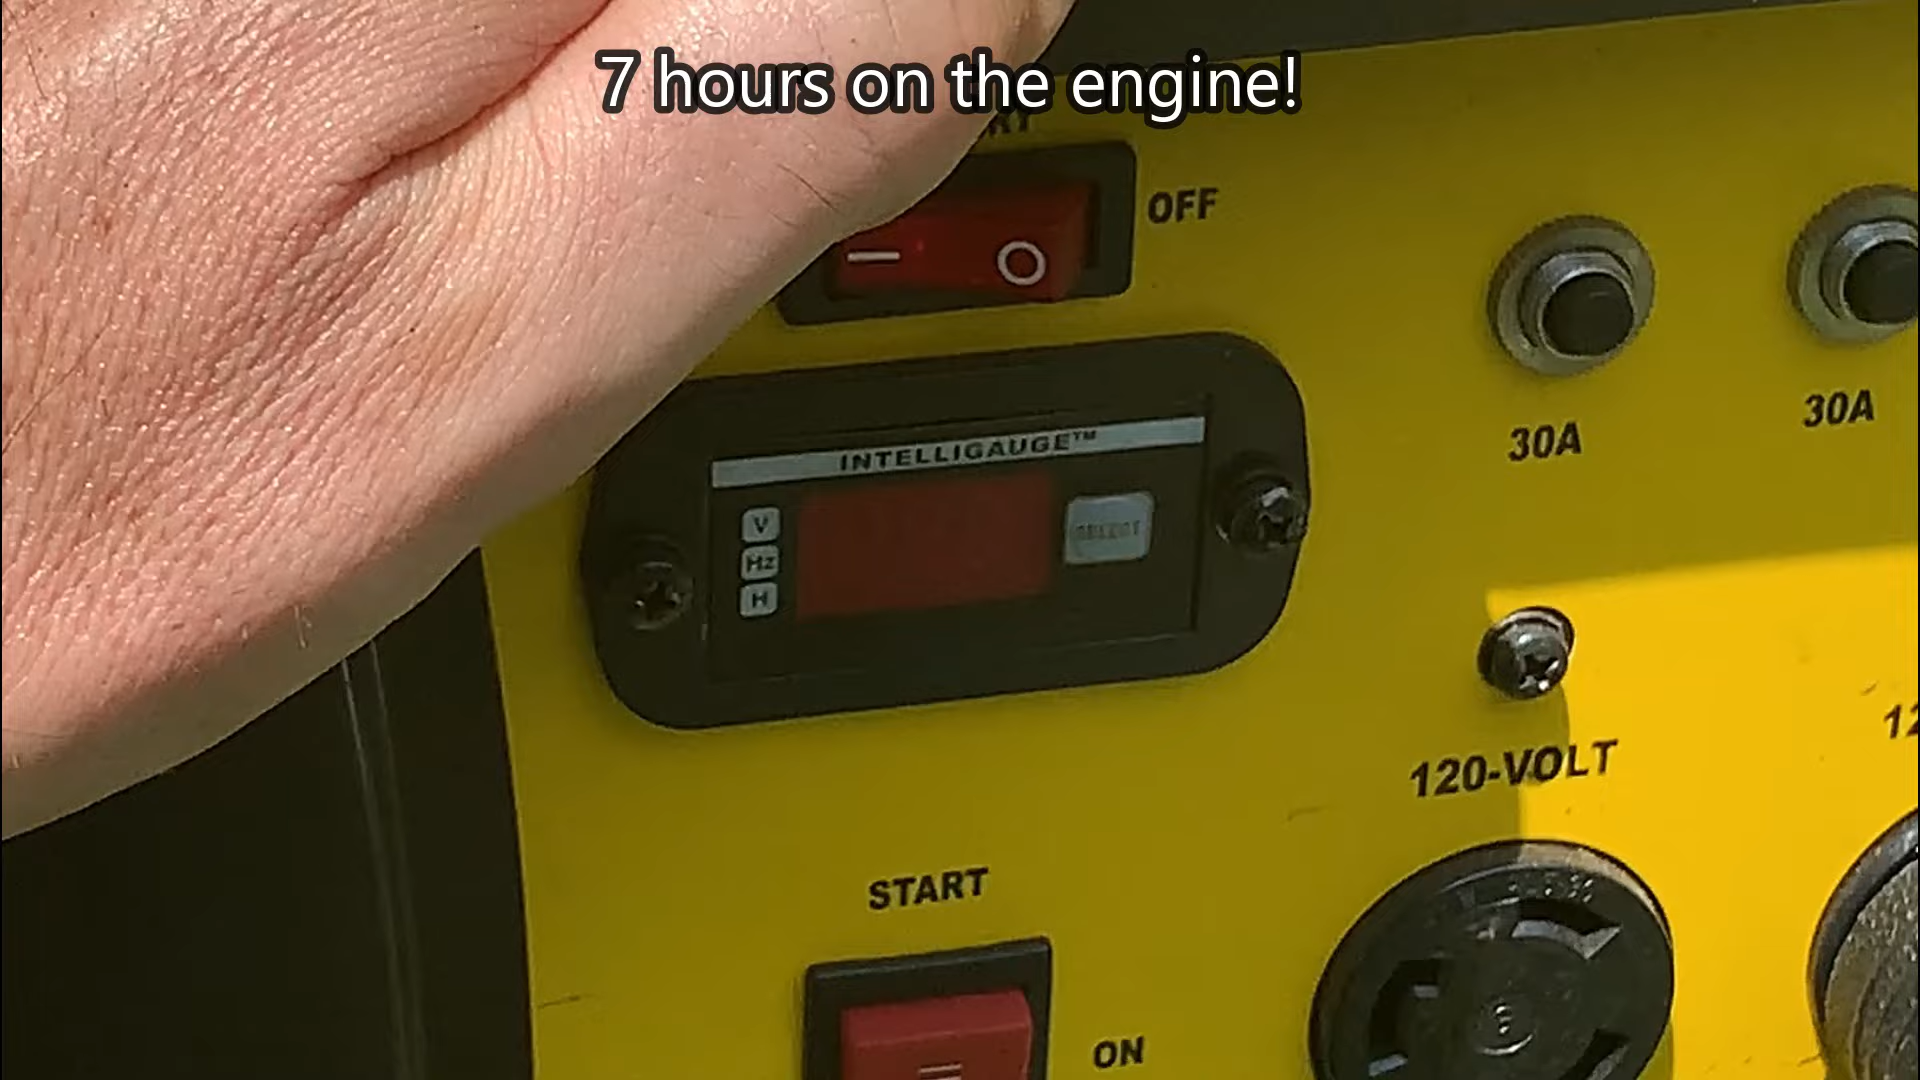 7 hours on the engine!
OFF
30A
30A
INTELLIGAUGE™
V
Hz
H
SELECT
120-VOLT
START
ON